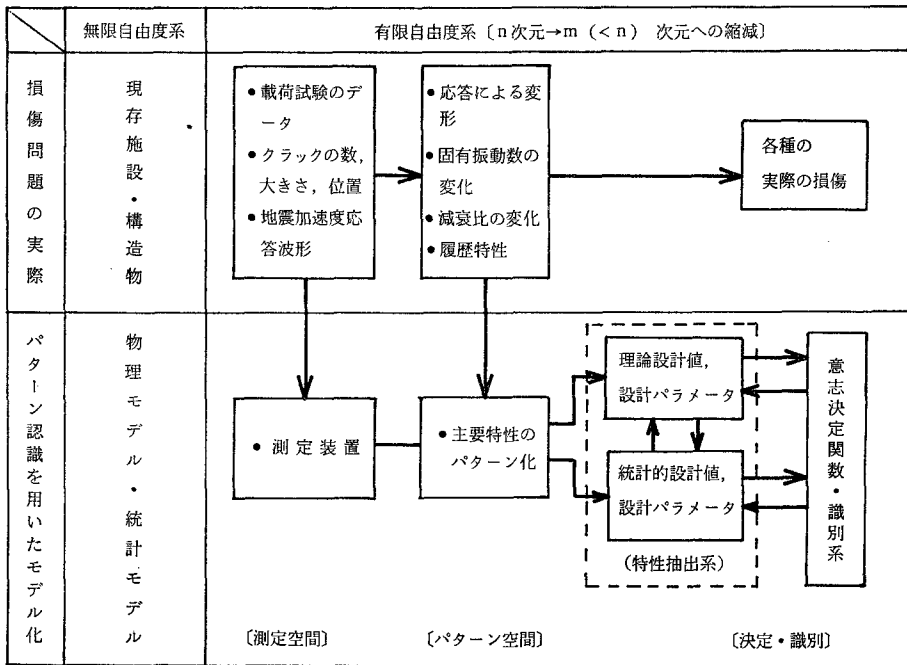 無限自由度系
有限自由度系〔n次元→m (<n) 次元への縮減〕
損傷問題の実際
現存施設・構造物
• 載荷試験のデ
ータ
• クラックの数,
大きさ, 位置
• 地震加速度応
答波形
• 応答による変
形
• 固有振動数の
変化
• 減衰比の変化
• 履歴特性
各種の
実際の損傷
パターン認識を用いたモデル化
物理モデル・統計モデル
• 測定装置
• 主要特性の
パターン化
理論設計値,
設計パラメータ
統計的設計値,
設計パラメータ
(特性抽出系)
意志決定関数・識別系
〔測定空間〕
〔パターン空間〕
〔決定・識別〕